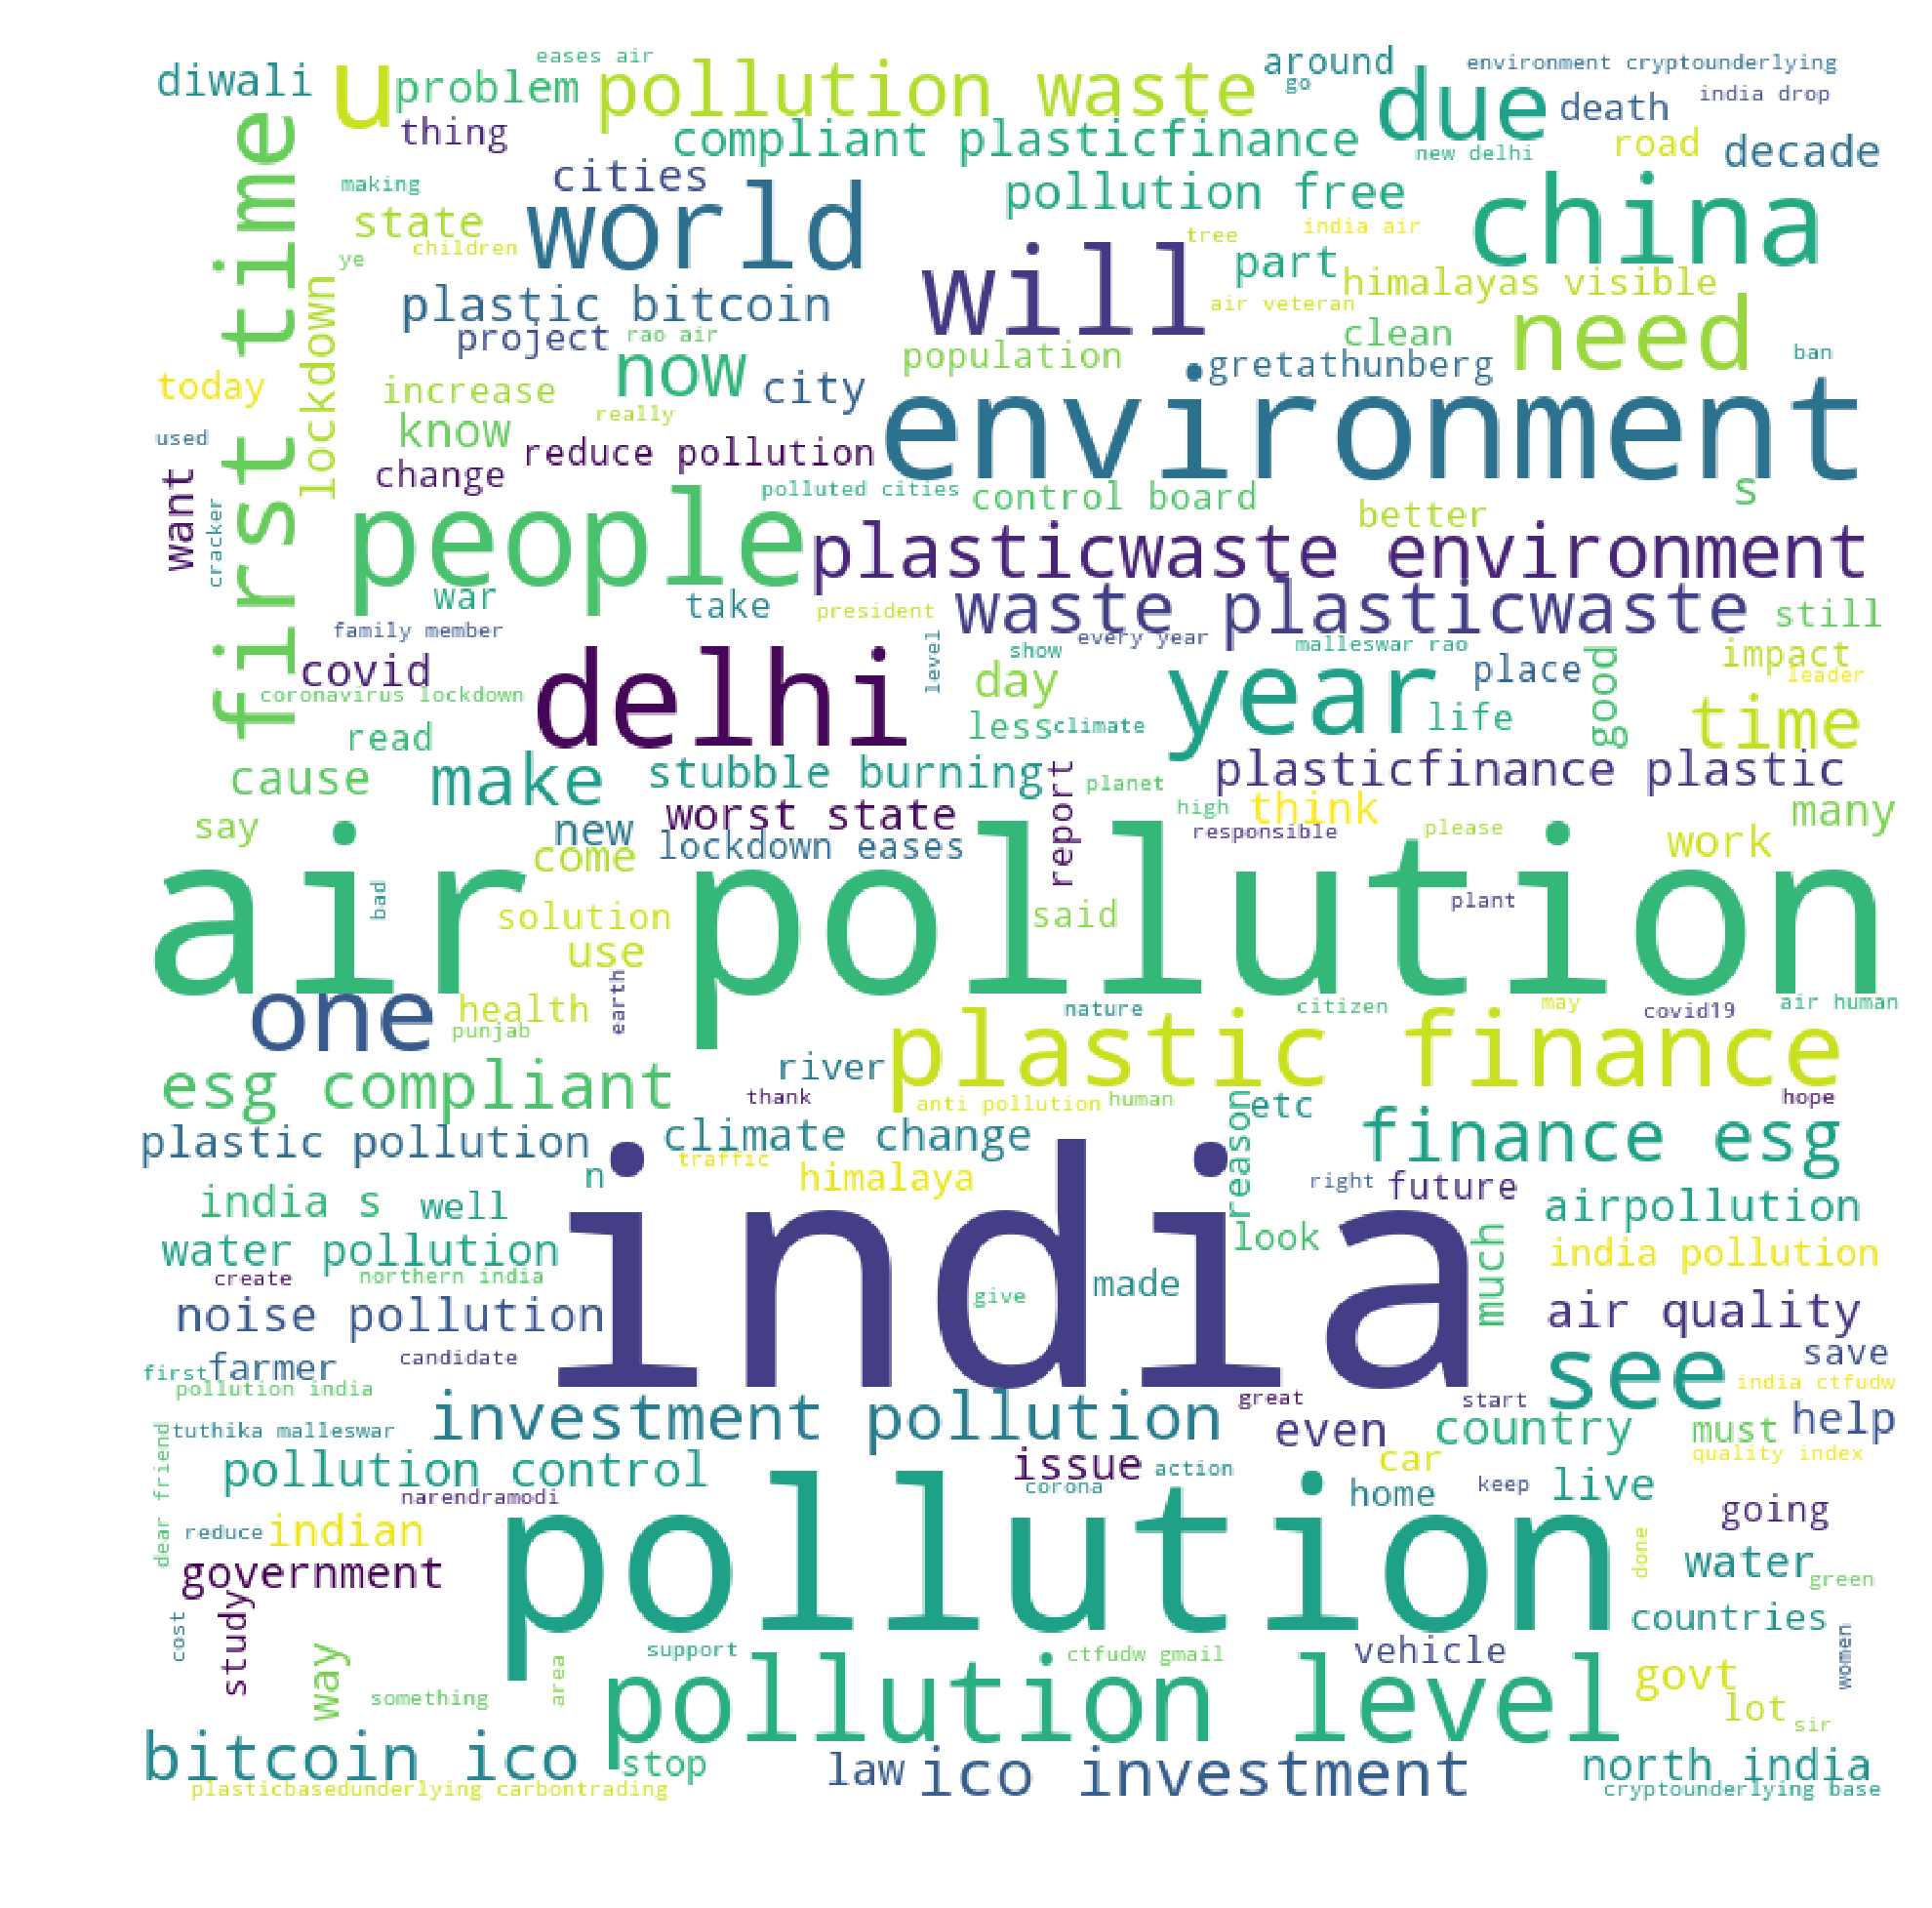 eases air
diwali
u
problem
pollution waste
around
go
environment cryptounderlying
due
death
india drop
thing
compliant plasticfinance
new delhi
road
decade
first time
making
cities
world
pollution free
china
state
children
ye
will
tree
india air
part
himalayas visible
lockdown
plastic bitcoin
air veteran
need
project
rao air
now
population
clean
gretathunberg
ban
today
increase
city
environment
used
know
really
want
change
reduce pollution
polluted cities
control board
s
cracker
people
better
plasticwaste environment
war
take
president
waste plasticwaste
still
family member
covid
delhi
level
show
every year
malleswar rao
impact
coronavirus lockdown
day
year
place
good
leader
read
less
climate
life
time
cause
make
stubble burning
report
planet
plasticfinance plastic
say
new
worst state
high
think
many
come
lockdown eases
responsible
please
work
air pollution
bad
solution
said
plant
use
one
health
earth
nature
citizen
may
covid19
air human
punjab
plastic finance
river
esg compliant
thank
anti pollution
human
reason
etc
hope
plastic pollution
climate change
finance esg
traffic
n
himalaya
right
future
india s
well
india
look
much
airpollution
water pollution
create
northern india
give
made
india pollution
noise pollution
air quality
first
farmer
candidate
see
save
pollution india
great
start
india ctfudw
tuthika malleswar
investment pollution
even
country
must
help
dear friend
pollution control
issue
action
car
quality index
narendramodi
corona
home
keep
live
reduce
indian
pollution
going
government
done
water
green
cost
study
countries
way
support
ctfudw gmail
vehicle
women
area
something
pollution level
govt
lot
sir
bitcoin ico
stop
law
ico investment
north india
plasticbasedunderlying carbontrading
cryptounderlying base